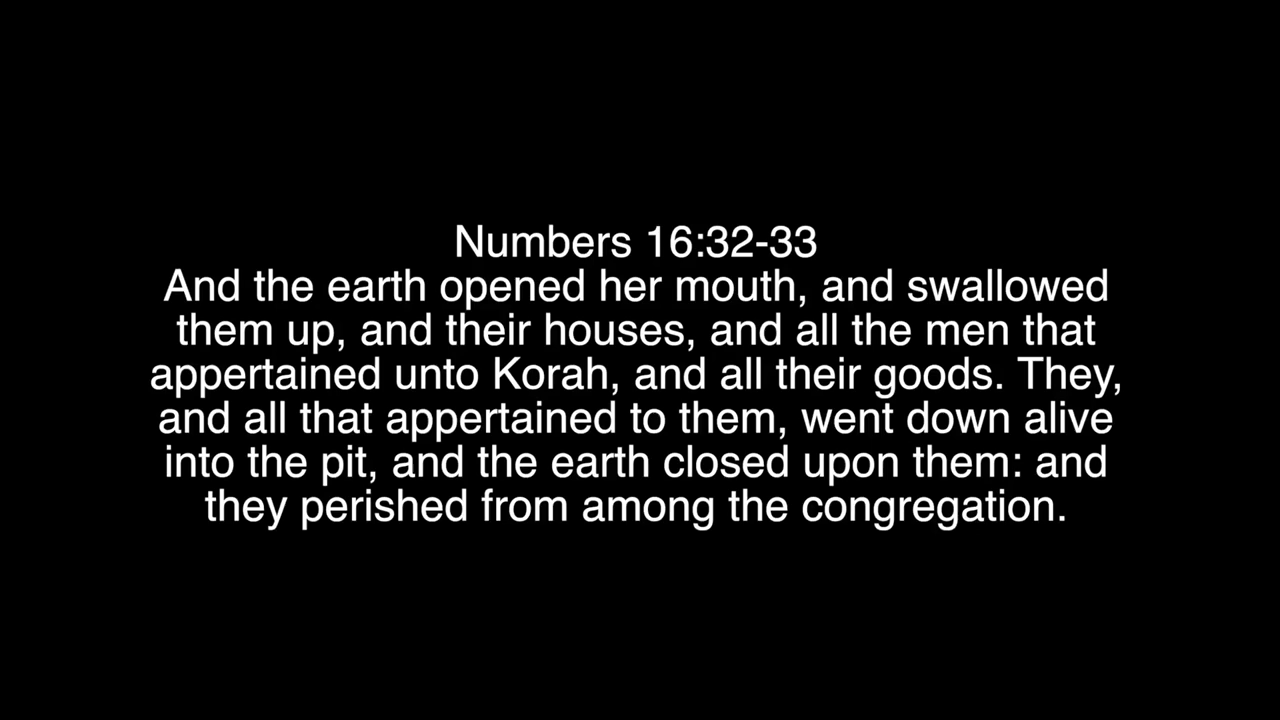 Numbers 16:32-33
And the earth opened her mouth, and swallowed
them up, and their houses, and all the men that
appertained unto Korah, and all their goods. They,
and all that appertained to them, went down alive
into the pit, and the earth closed upon them: and
they perished from among the congregation.